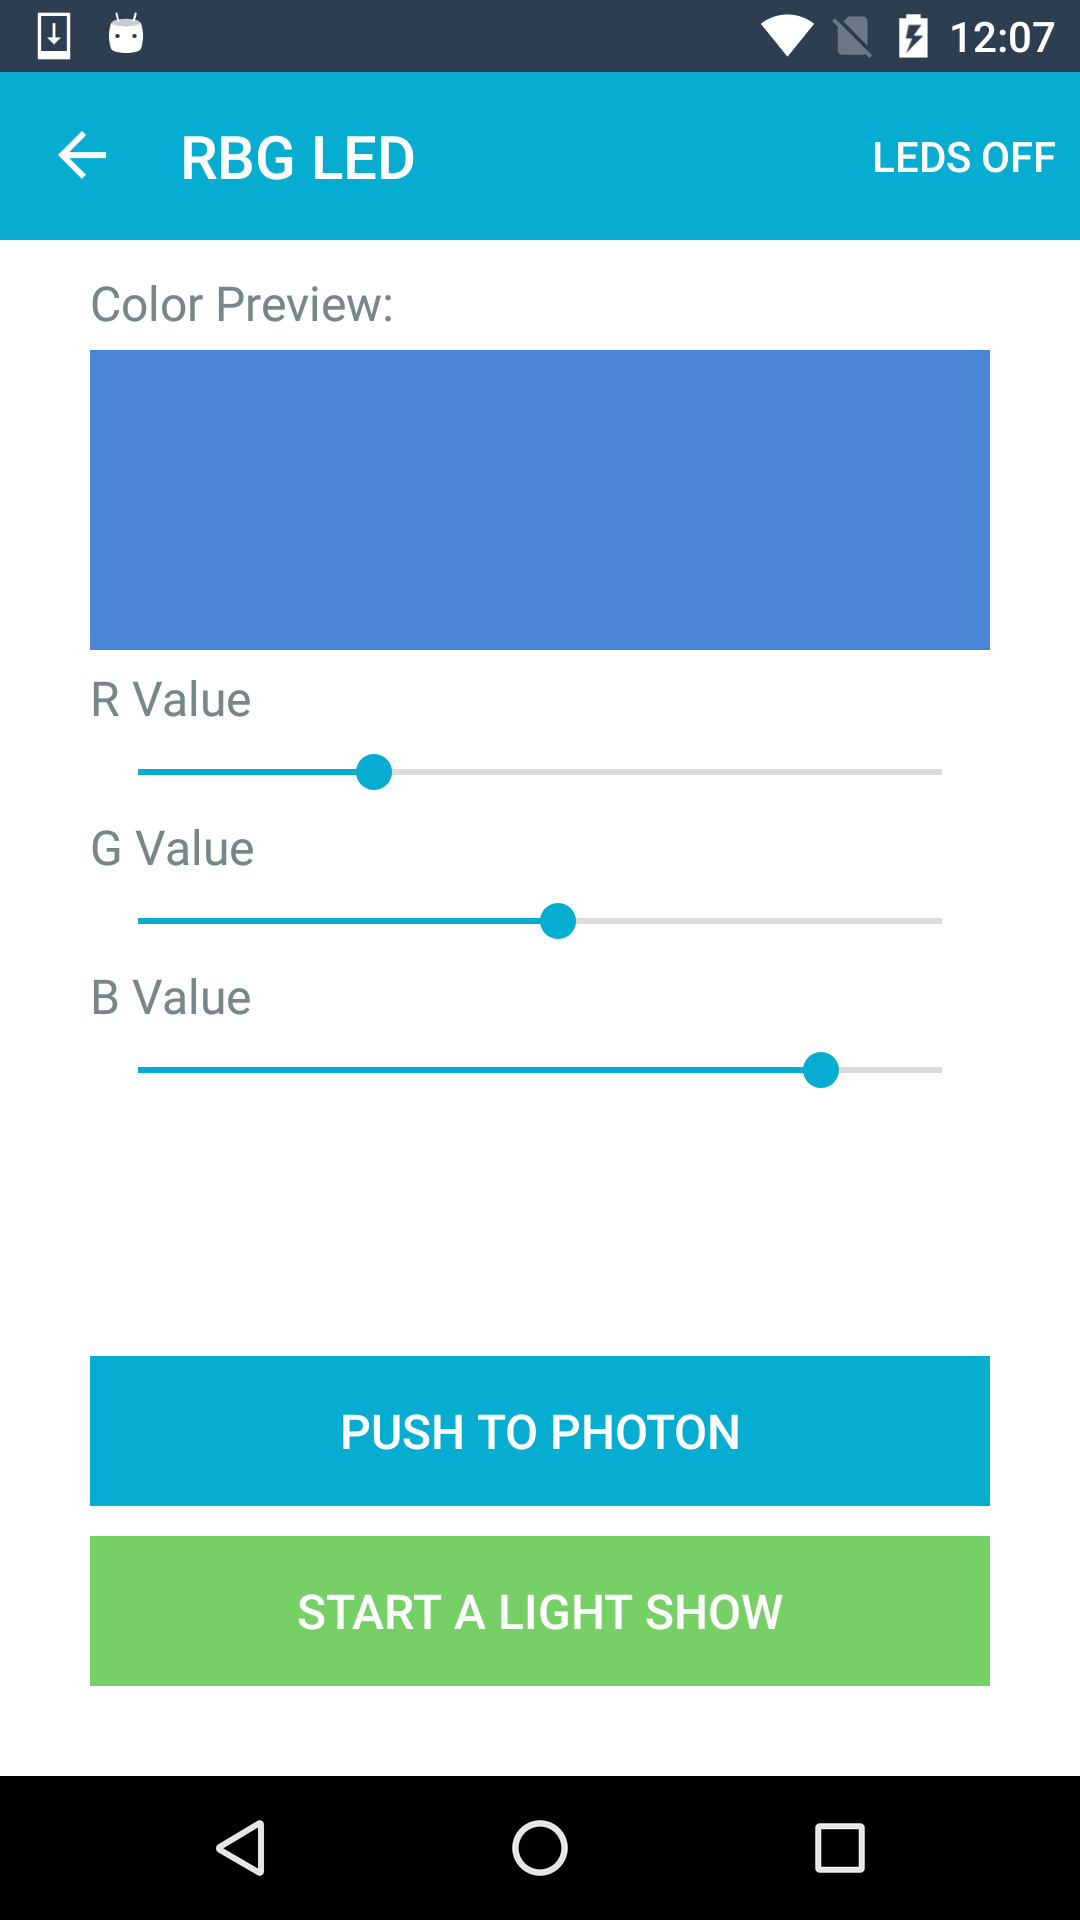 12:07
RBG LED
LEDS OFF
Color Preview:
R Value
G Value
B Value
PUSH TO PHOTON
START A LIGHT SHOW